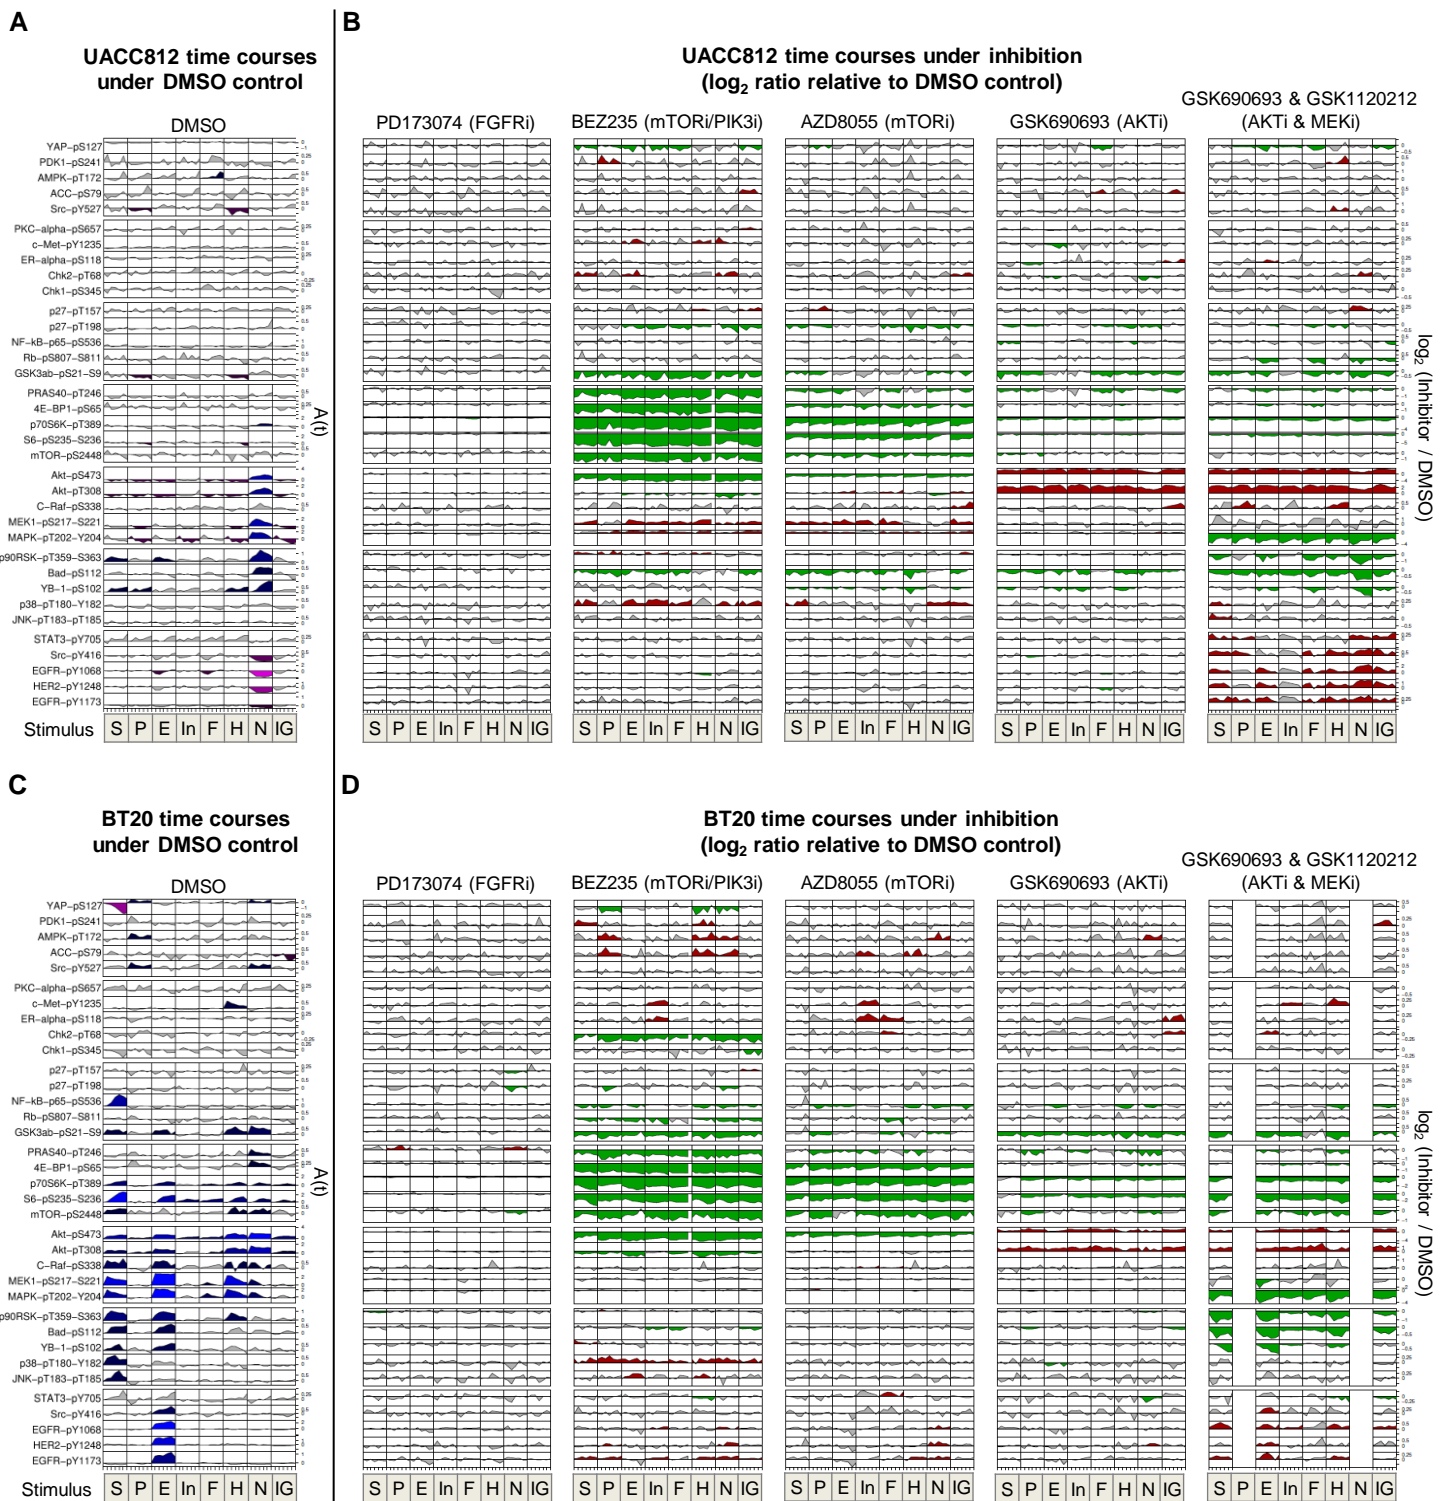 A
B
UACC812 time courses
under DMSO control
UACC812 time courses under inhibition
(log2 ratio relative to DMSO control)
DMSO
PD173074 (FGFRi)
BEZ235 (mTORi/PIK3i)
AZD8055 (mTORi)
GSK690693 (AKTi)
GSK690693 & GSK1120212
(AKTi & MEKi)
YAP-pS127
PDK1-pS241
AMPK-pT172
ACC-pS79
Src-pY527
PKC-alpha-pS657
c-Met-pY1235
ER-alpha-pS118
Chk2-pT68
Chk1-pS345
p27-pT157
p27-pT198
NF-kB-p65-pS536
Rb-pS807-S811
GSK3ab-pS21-S9
PRAS40-pT246
4E-BP1-pS65
p70S6K-pT389
S6-pS235-S236
mTOR-pS2448
Akt-pS473
Akt-pT308
C-Raf-pS338
MEK1-pS217-S221
MAPK-pT202-Y204
p90RSK-pT359-S363
Bad-pS112
YB-1-pS102
p38-pT180-Y182
JNK-pT183-pT185
STAT3-pY705
Src-pY416
EGFR-pY1068
HER2-pY1248
EGFR-pY1173
A(t)
log2 (Inhibitor / DMSO)
Stimulus S P E In F H N IG S P E In F H N IG S P E In F H N IG S P E In F H N IG S P E In F H N IG S P E In F H N IG
C
D
BT20 time courses
under DMSO control
BT20 time courses under inhibition
(log2 ratio relative to DMSO control)
DMSO
PD173074 (FGFRi)
BEZ235 (mTORi/PIK3i)
AZD8055 (mTORi)
GSK690693 (AKTi)
GSK690693 & GSK1120212
(AKTi & MEKi)
YAP-pS127
PDK1-pS241
AMPK-pT172
ACC-pS79
Src-pY527
PKC-alpha-pS657
c-Met-pY1235
ER-alpha-pS118
Chk2-pT68
Chk1-pS345
p27-pT157
p27-pT198
NF-kB-p65-pS536
Rb-pS807-S811
GSK3ab-pS21-S9
PRAS40-pT246
4E-BP1-pS65
p70S6K-pT389
S6-pS235-S236
mTOR-pS2448
Akt-pS473
Akt-pT308
C-Raf-pS338
MEK1-pS217-S221
MAPK-pT202-Y204
p90RSK-pT359-S363
Bad-pS112
YB-1-pS102
p38-pT180-Y182
JNK-pT183-pT185
STAT3-pY705
Src-pY416
EGFR-pY1068
HER2-pY1248
EGFR-pY1173
A(t)
log2 (Inhibitor / DMSO)
Stimulus S P E In F H N IG S P E In F H N IG S P E In F H N IG S P E In F H N IG S P E In F H N IG S P E In F H N IG